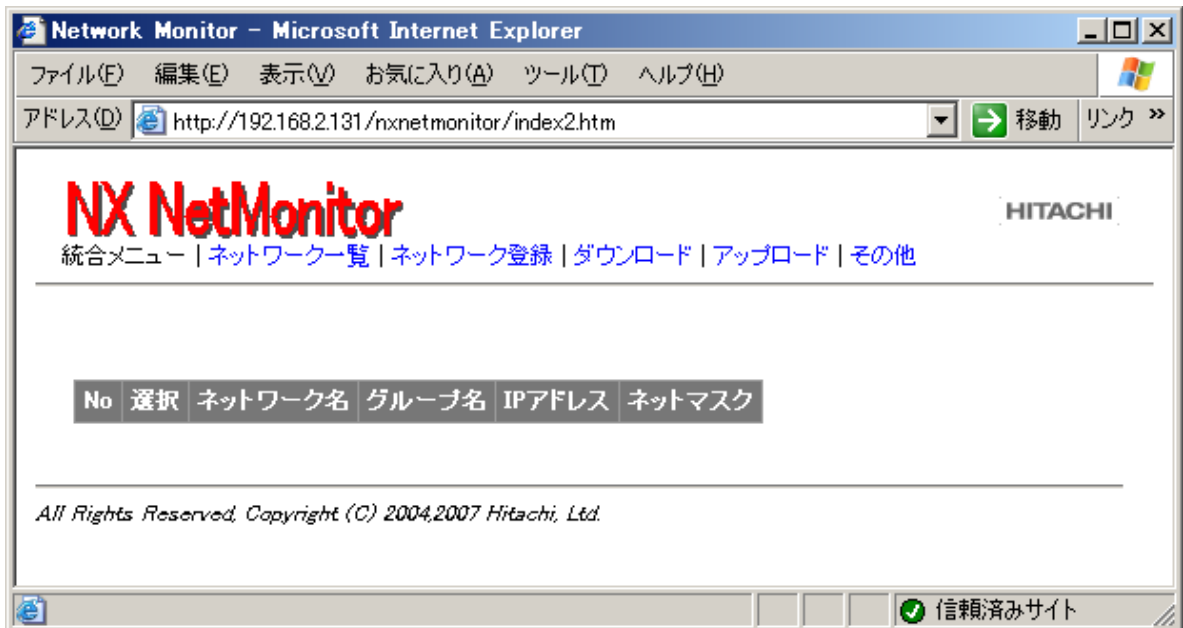 Network Monitor - Microsoft Internet Explorer
ファイル(F) 編集(E) 表示(V) お気に入り(A) ツール(T) ヘルプ(H)
アドレス(D) http://192.168.2.131/nxnetmonitor/index2.htm 移動 リンク »
NX NetMonitor
HITACHI
統合メニュー | ネットワーク一覧 | ネットワーク登録 | ダウンロード | アップロード | その他
No 選択 ネットワーク名 グループ名 IPアドレス ネットマスク
All Rights Reserved, Copyright (C) 2004,2007 Hitachi, Ltd.
信頼済みサイト